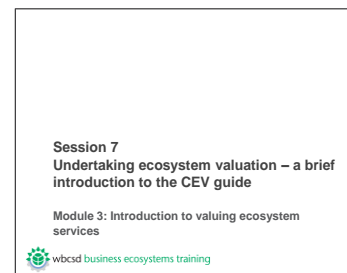 Session 7
Undertaking ecosystem valuation – a brief
introduction to the CEV guide
Module 3: Introduction to valuing ecosystem
services
wbcsd business ecosystems training